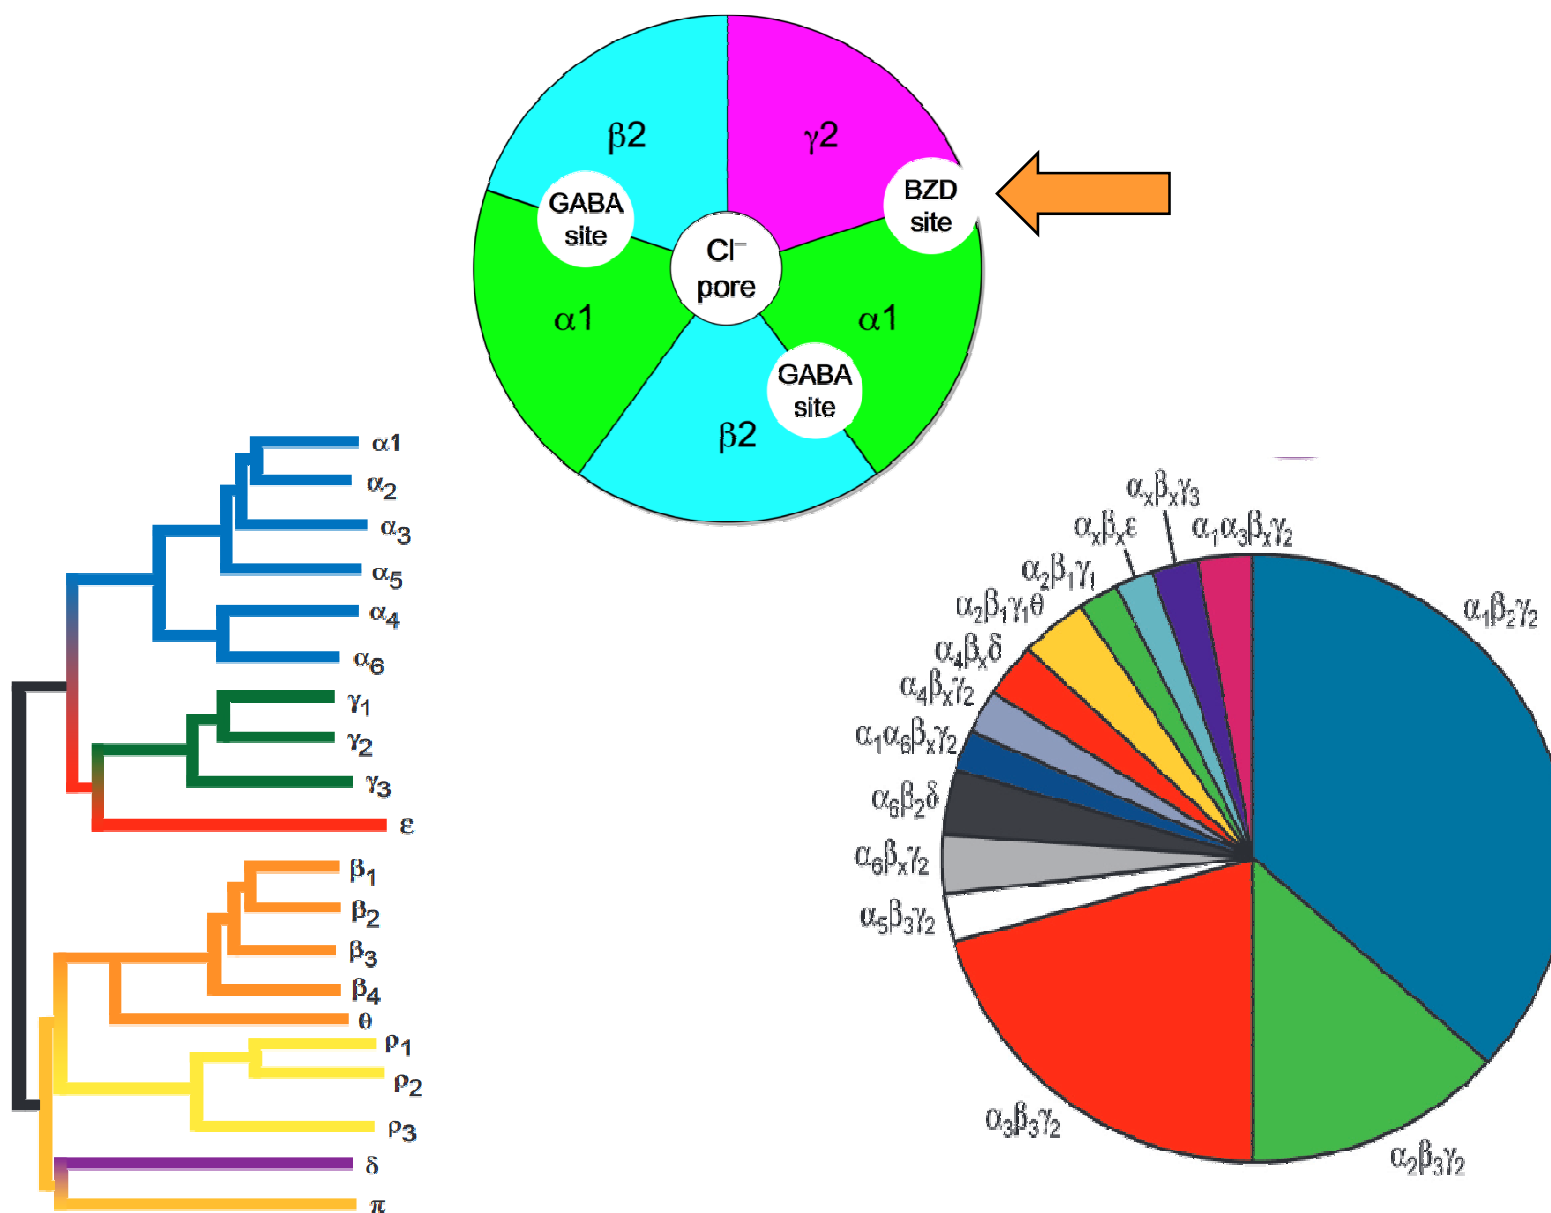 β2
γ2
GABA
site
BZD
site
Cl⁻
pore
α1
α1
GABA
site
β2
α1
α2
α3
α5
α4
α6
γ1
γ2
γ3
ε
β1
β2
β3
β4
θ
ρ1
ρ2
ρ3
δ
π
αxβxγ3
αxβxε
α1α3βxγ2
α2β1γ1
α2β1γ1θ
α4βxδ
α4βxγ2
α1α6βxγ2
α6β2δ
α6βxγ2
α5β3γ2
α1β2γ2
α3β3γ2
α2β3γ2